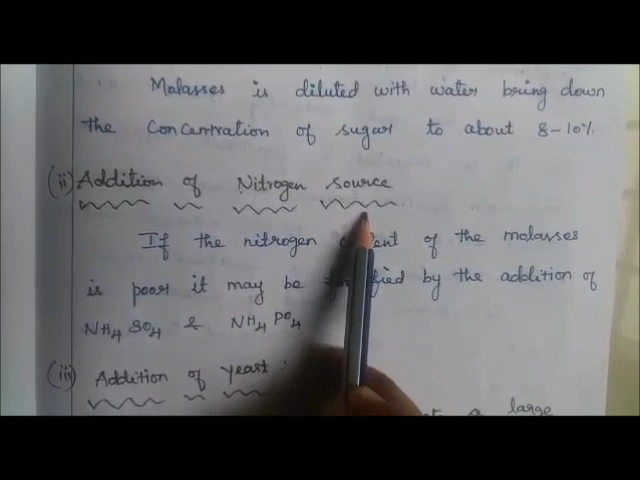 Malasses is diluted with water bring down
the concentration of sugar to about 8-10%.
(ii) Addition of Nitrogen source
If the nitrogen of the malasses
is poor it may be by the addition of
NH4 SO4 & NH4 PO4
(iii) Addition of yeast
large